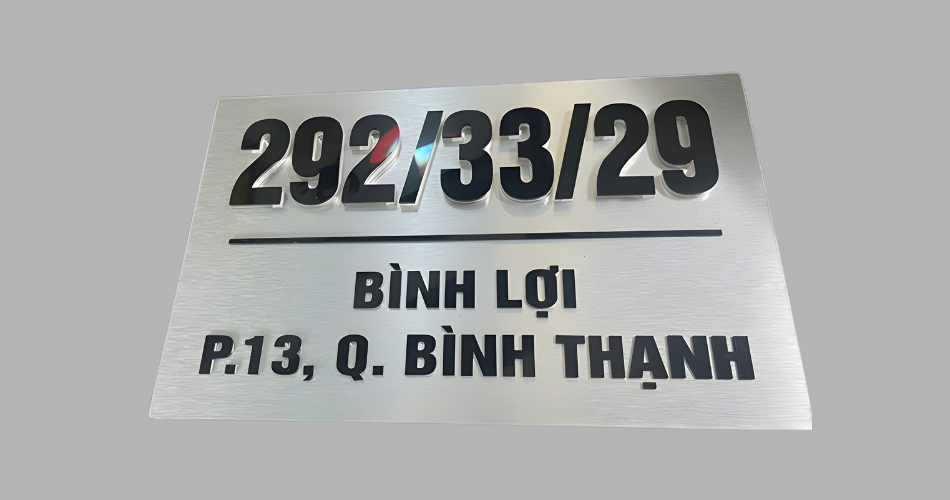 292/33/29
BÌNH LỢI
P.13, Q. BÌNH THẠNH